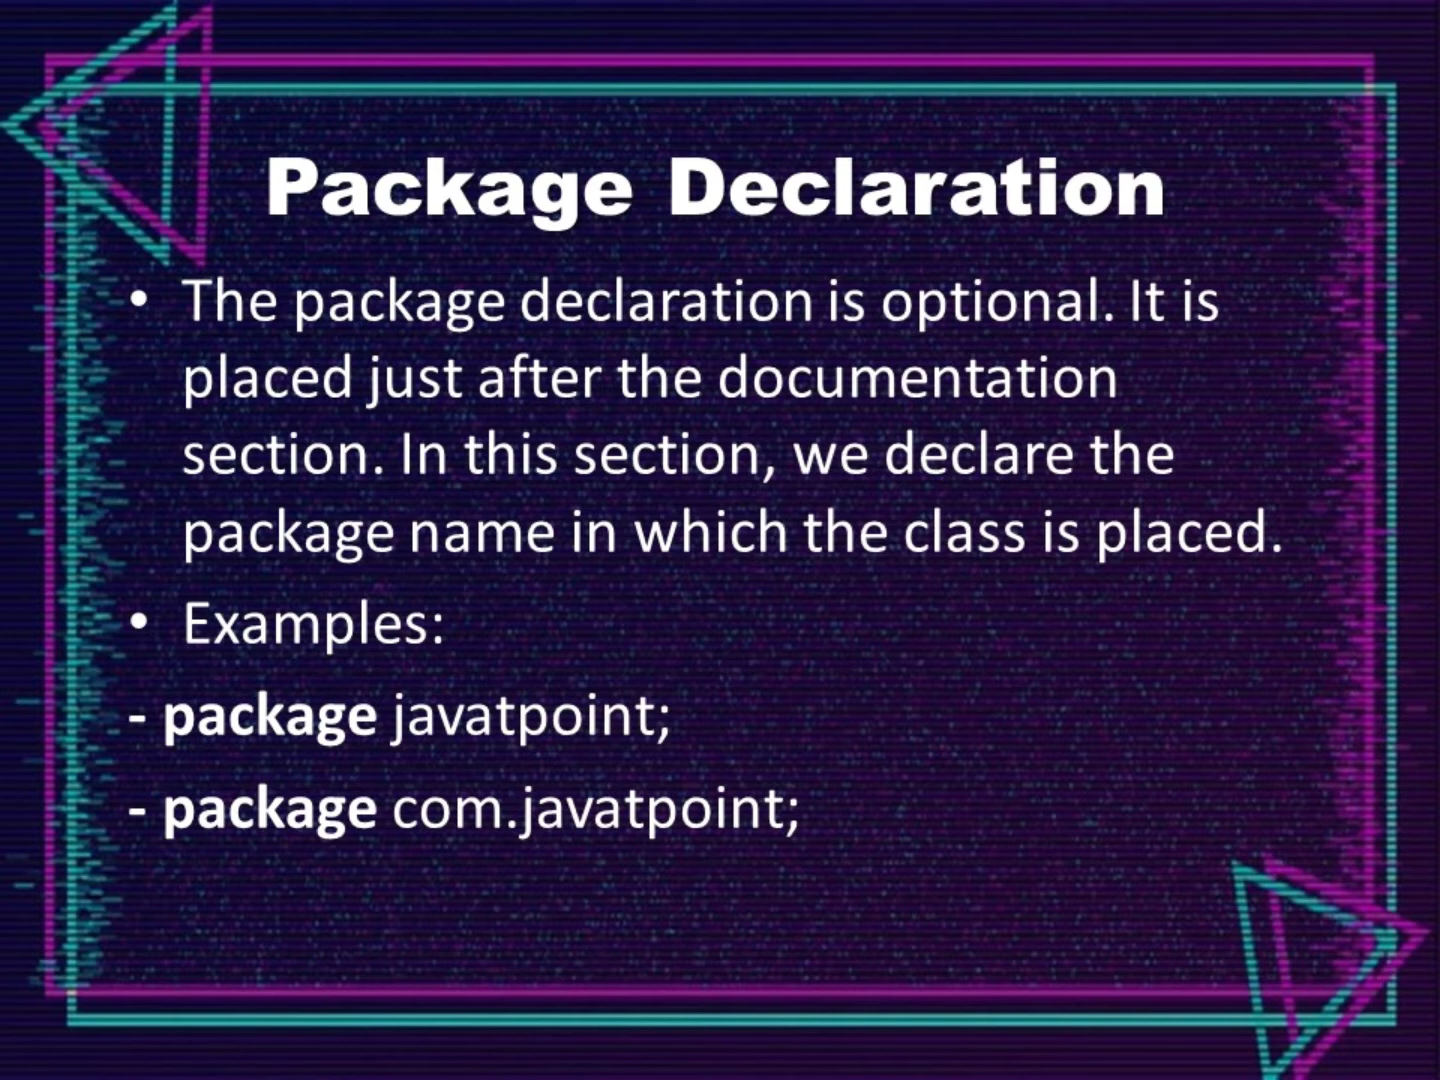 Package Declaration
• The package declaration is optional. It is
placed just after the documentation
section. In this section, we declare the
package name in which the class is placed.
• Examples:
- package javatpoint;
- package com.javatpoint;